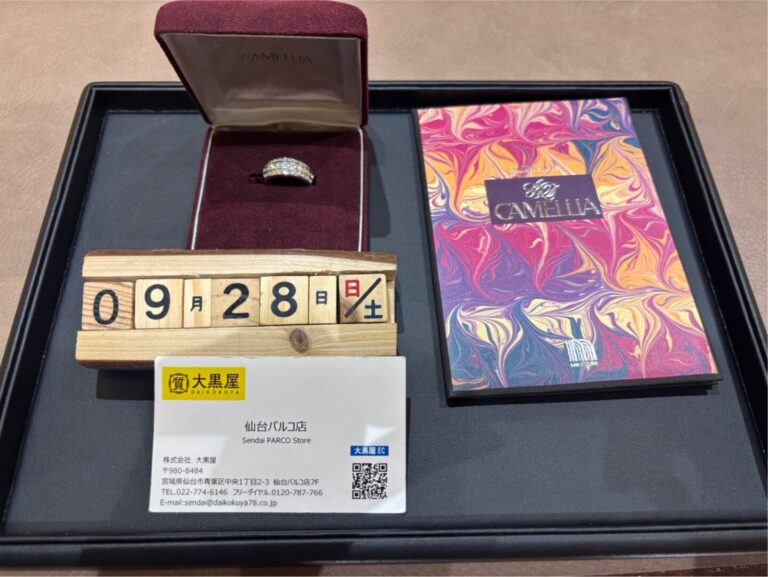 CAMELLIA
CAMELLIA
09月28日 日/土
質 大黒屋
DAIKOKUYA
仙台パルコ店
Sendai PARCO Store
株式会社 大黒屋
〒980-8484
宮城県仙台市青葉区中央1丁目2-3 仙台パルコ店7F
TEL.022-774-6146 フリーダイヤル.0120-787-766
E-mail:sendai@daikokuya78.co.jp
大黒屋 EC